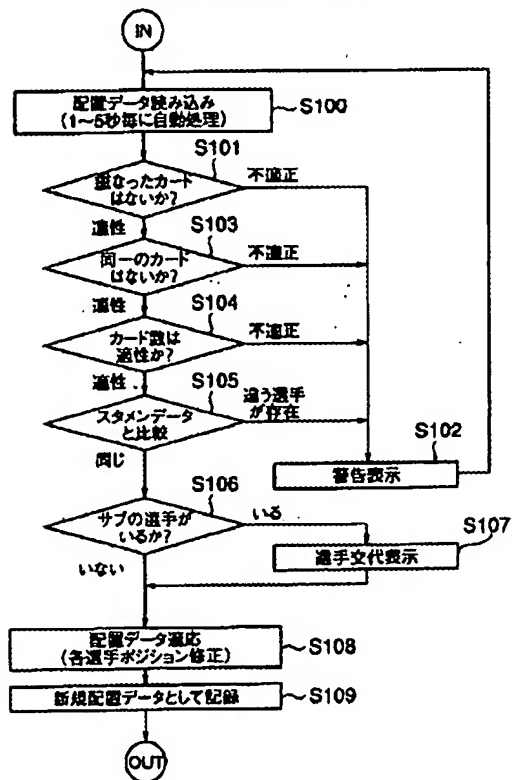 IN
配置データ読み込み
(1~5秒毎に自動処理)
S100
S101
重なったカード
はないか?
不適正
適性
S103
同一のカード
はないか?
不適正
適性
S104
カード数は
適性か?
不適正
適性
S105
スタメンデータ
と比較
違う選手
が存在
同じ
S102
警告表示
S106
サブの選手が
いるか?
いる
S107
選手交代表示
いない
配置データ適応
(各選手ポジション修正)
S108
新規配置データとして記録
S109
OUT